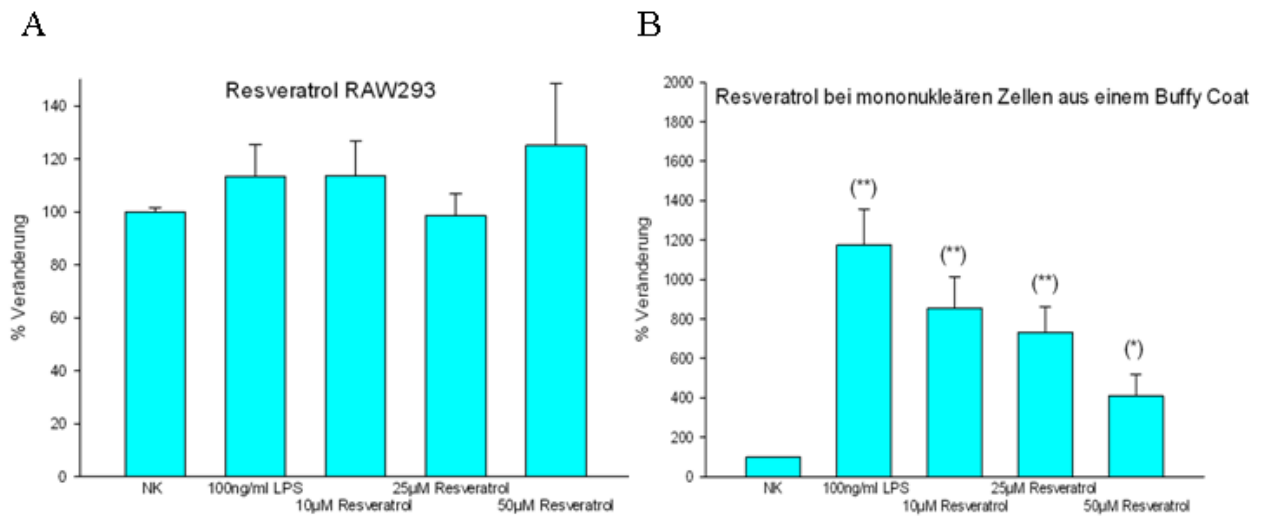 A
Resveratrol RAW293
% Veränderung
140
120
100
80
60
40
20
0
NK
100ng/ml LPS
10µM Resveratrol
25µM Resveratrol
50µM Resveratrol
B
Resveratrol bei mononukleären Zellen aus einem Buffy Coat
% Veränderung
2000
1800
1600
1400
1200
1000
800
600
400
200
0
(**)
(**)
(**)
(*)
NK
100ng/ml LPS
10µM Resveratrol
25µM Resveratrol
50µM Resveratrol